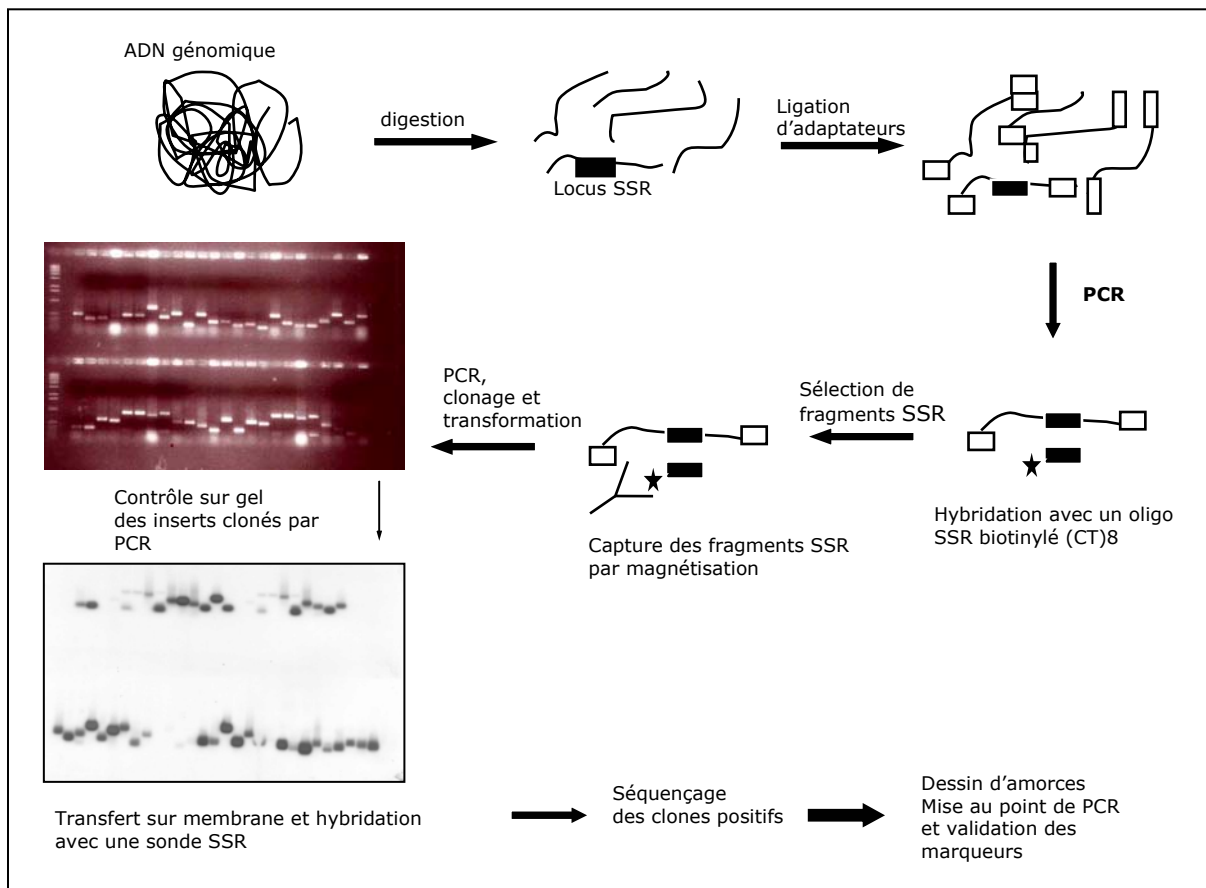 ADN génomique
digestion
Locus SSR
Ligation
d'adaptateurs
PCR
Hybridation avec un oligo
SSR biotinylé (CT)8
Sélection de
fragments SSR
Capture des fragments SSR
par magnétisation
PCR,
clonage et
transformation
Contrôle sur gel
des inserts clonés par
PCR
Transfert sur membrane et hybridation
avec une sonde SSR
Séquençage
des clones positifs
Dessin d'amorces
Mise au point de PCR
et validation des
marqueurs